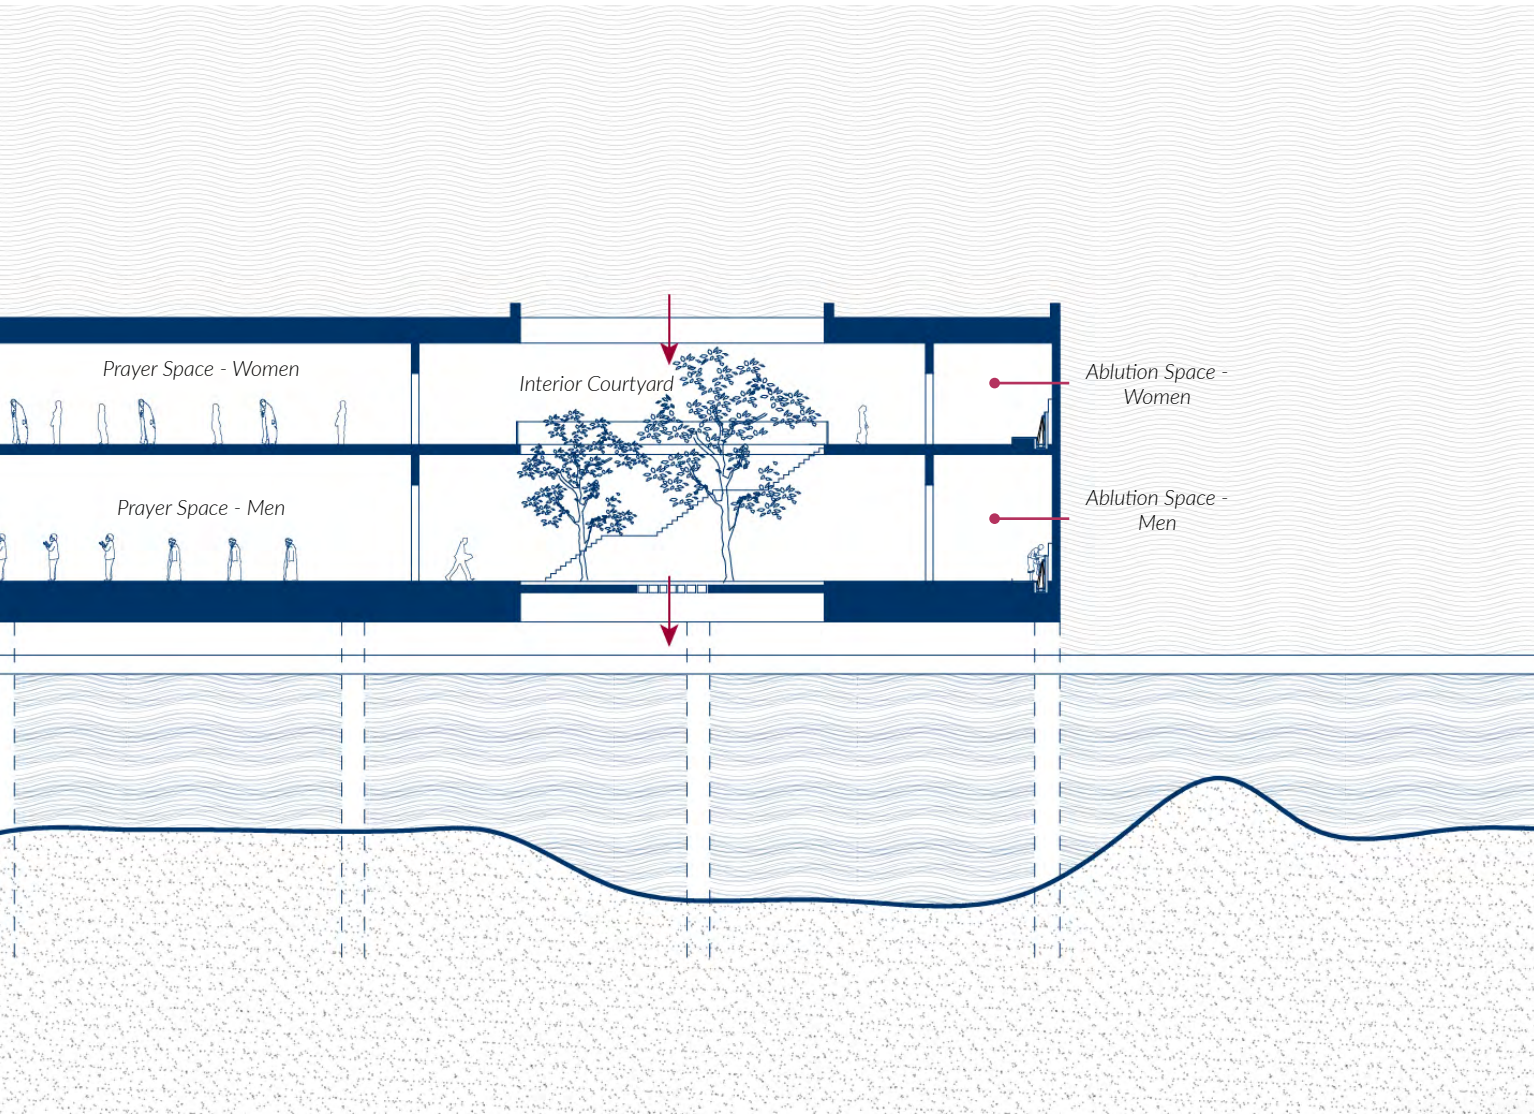 Prayer Space - Women
Interior Courtyard
Ablution Space -
Women
Prayer Space - Men
Ablution Space -
Men